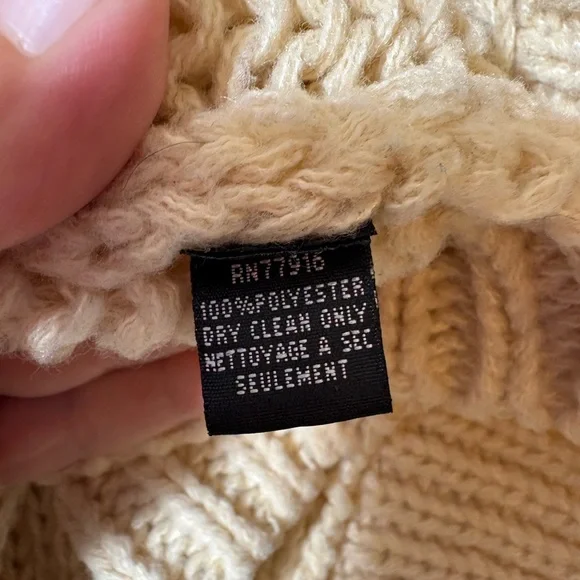 RN77916
100%POLYESTER
DRY CLEAN ONLY
NETTOYAGE A SEC
SEULEMENT